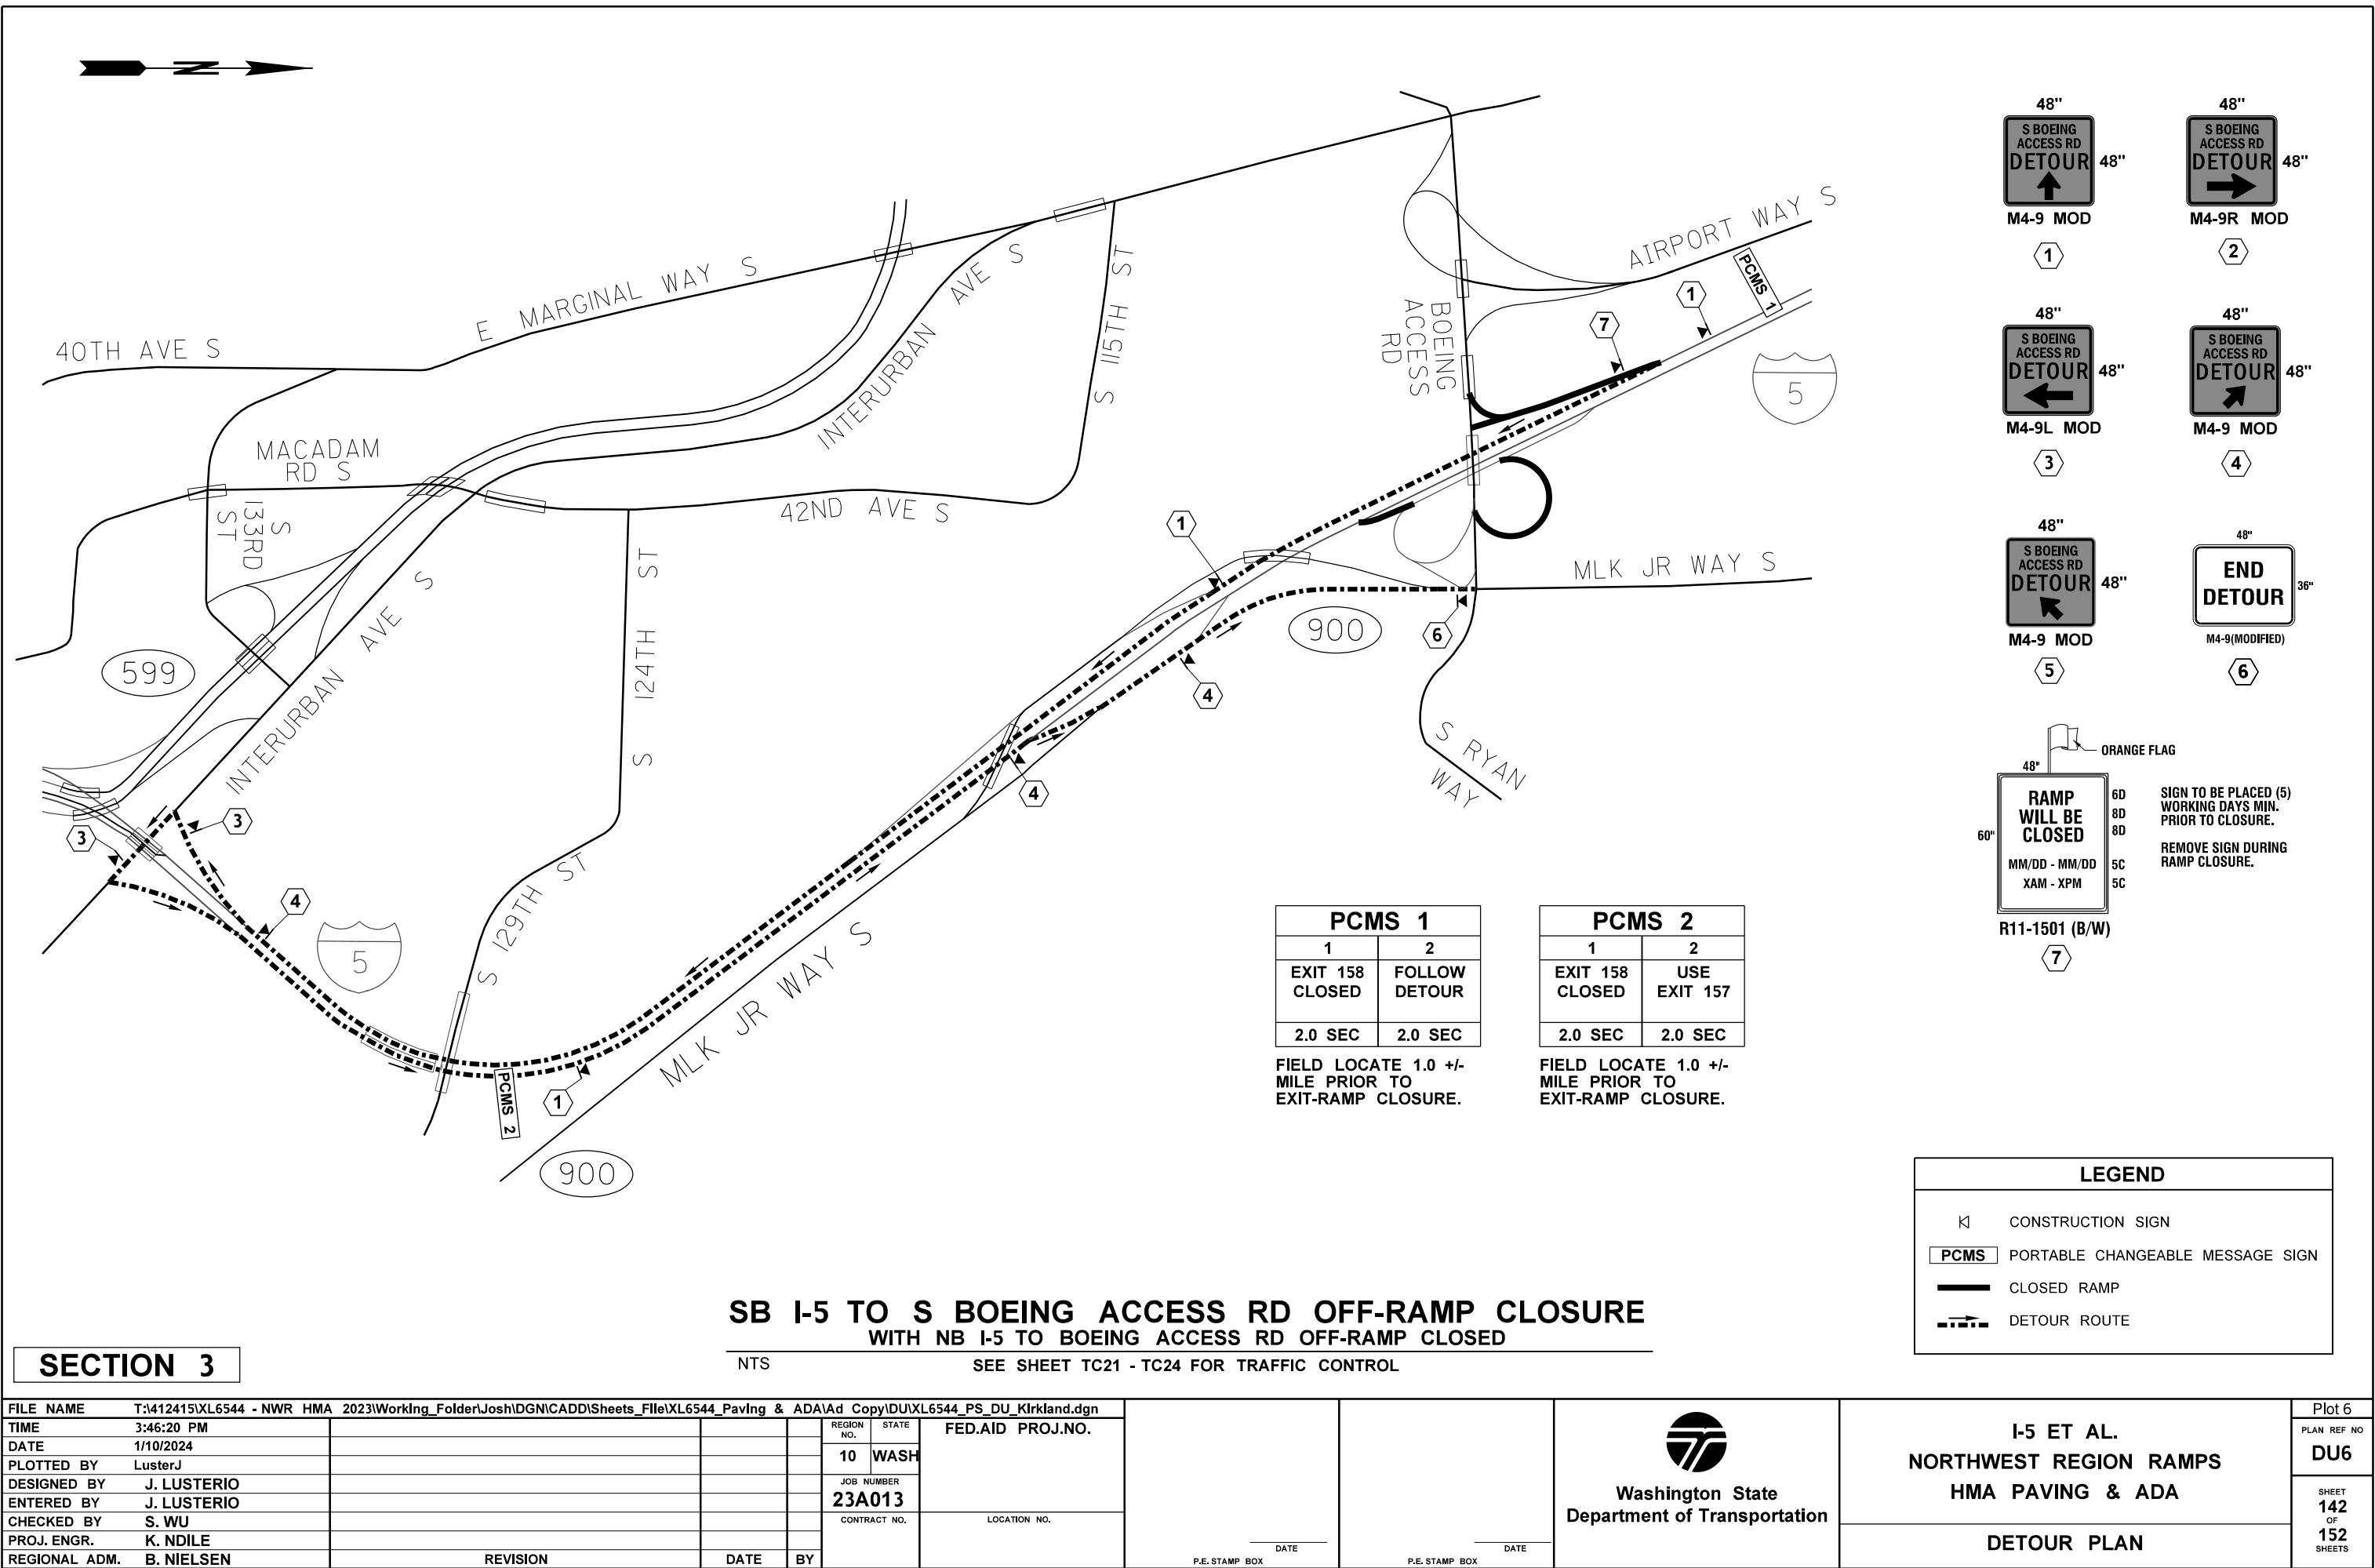 N
40TH AVE S
E MARGINAL WAY S
MACADAM
RD S
S
133RD
ST
INTERURBAN AVE S
S 115TH ST
42ND AVE S
S 124TH ST
599
INTERURBAN AVE S
3
3
4
5
S 129TH ST
PCMS 2
1
MLK JR WAY S
900
4
4
1
900
6
MLK JR WAY S
S RYAN
WAY
BOEING
ACCESS
RD
AIRPORT WAY S
PCMS 1
1
7
5
48"
S BOEING
ACCESS RD
DETOUR
48"
M4-9 MOD
1
48"
S BOEING
ACCESS RD
DETOUR
48"
M4-9R MOD
2
48"
S BOEING
ACCESS RD
DETOUR
48"
M4-9L MOD
3
48"
S BOEING
ACCESS RD
DETOUR
48"
M4-9 MOD
4
48"
S BOEING
ACCESS RD
DETOUR
48"
M4-9 MOD
5
48"
END
DETOUR
36"
M4-9(MODIFIED)
6
ORANGE FLAG
48"
60"
RAMP 6D
WILL BE 8D
CLOSED 8D
MM/DD - MM/DD 5C
XAM - XPM 5C
R11-1501 (B/W)
7
SIGN TO BE PLACED (5)
WORKING DAYS MIN.
PRIOR TO CLOSURE.
REMOVE SIGN DURING
RAMP CLOSURE.
PCMS 1
1 2
EXIT 158 FOLLOW
CLOSED DETOUR
2.0 SEC 2.0 SEC
FIELD LOCATE 1.0 +/-
MILE PRIOR TO
EXIT-RAMP CLOSURE.
PCMS 2
1 2
EXIT 158 USE
CLOSED EXIT 157
2.0 SEC 2.0 SEC
FIELD LOCATE 1.0 +/-
MILE PRIOR TO
EXIT-RAMP CLOSURE.
LEGEND
CONSTRUCTION SIGN
PCMS PORTABLE CHANGEABLE MESSAGE SIGN
CLOSED RAMP
DETOUR ROUTE
SB I-5 TO S BOEING ACCESS RD OFF-RAMP CLOSURE
WITH NB I-5 TO BOEING ACCESS RD OFF-RAMP CLOSED
NTS SEE SHEET TC21 - TC24 FOR TRAFFIC CONTROL
SECTION 3
FILE NAME T:\412415\XL6544 - NWR HMA 2023\Working_Folder\Josh\DGN\CADD\Sheets_File\XL6544_Paving & ADA\Ad Copy\DU\XL6544_PS_DU_Kirkland.dgn
TIME 3:46:20 PM
DATE 1/10/2024
PLOTTED BY LusterJ
DESIGNED BY J. LUSTERIO
ENTERED BY J. LUSTERIO
CHECKED BY S. WU
PROJ. ENGR. K. NDILE
REGIONAL ADM. B. NIELSEN
REVISION DATE BY
REGION
NO.
STATE
10 WASH
JOB NUMBER
23A013
CONTRACT NO.
FED.AID PROJ.NO.
LOCATION NO.
DATE
P.E. STAMP BOX
DATE
P.E. STAMP BOX
Washington State
Department of Transportation
I-5 ET AL.
NORTHWEST REGION RAMPS
HMA PAVING & ADA
DETOUR PLAN
Plot 6
PLAN REF NO
DU6
SHEET
142
OF
152
SHEETS